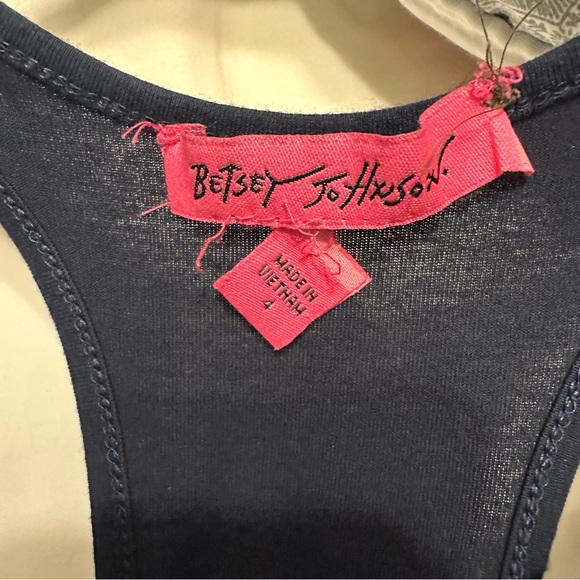 BETSEY JOHNSON.
MADE IN
VIETNAM
4